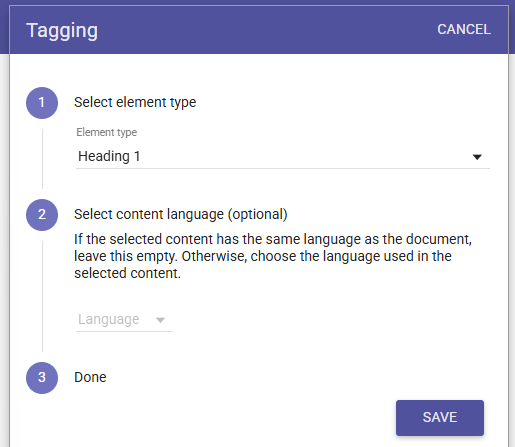 Tagging
CANCEL
1
Select element type
Element type
Heading 1
2
Select content language (optional)
If the selected content has the same language as the document,
leave this empty. Otherwise, choose the language used in the
selected content.
Language
3
Done
SAVE